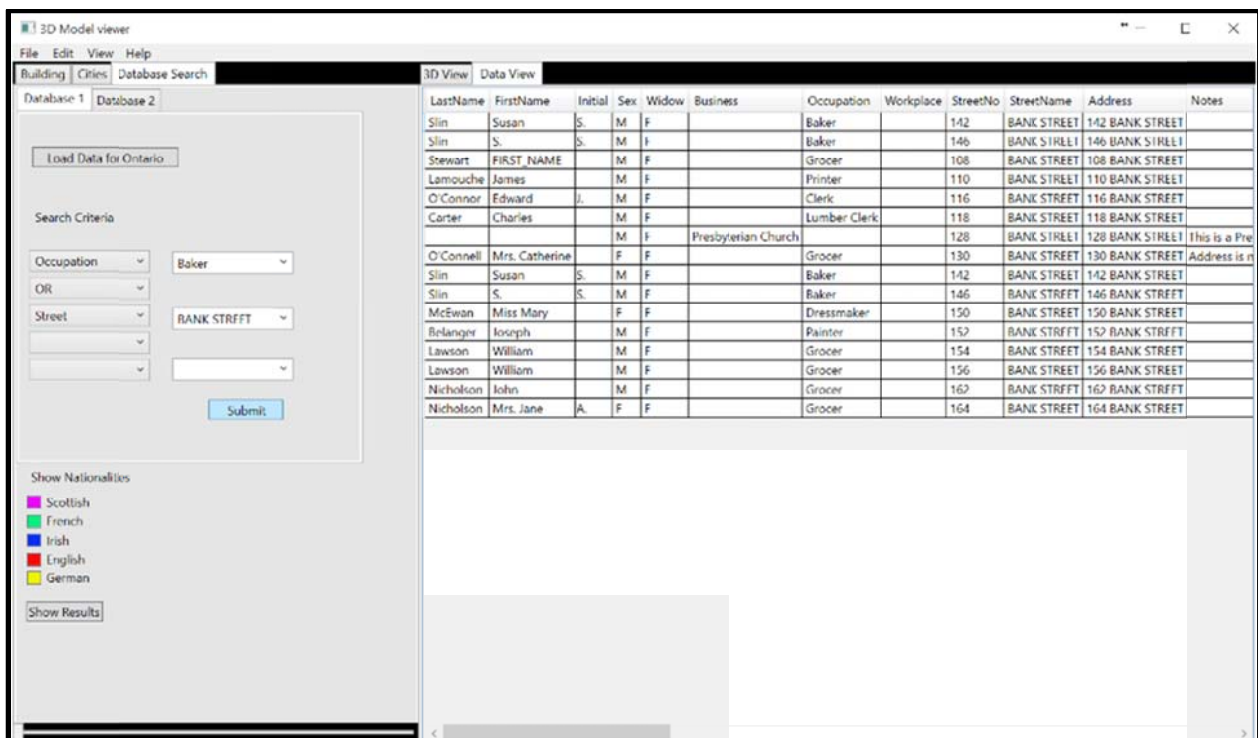 3D Model viewer
File Edit View Help
Building Cities Database Search
Database 1 Database 2
Load Data for Ontario
Search Criteria
Occupation Baker
OR
Street BANK STREET
Submit
Show Nationalities
Scottish
French
Irish
English
German
Show Results
3D View Data View
LastName FirstName Initial Sex Widow Business Occupation Workplace StreetNo StreetName Address Notes
Slin Susan S. M F Baker 142 BANK STREET 142 BANK STREET
Slin S. S. M F Baker 146 BANK STREET 146 BANK STREET
Stewart FIRST_NAME M F Grocer 108 BANK STREET 108 BANK STREET
Lamouche James M F Printer 110 BANK STREET 110 BANK STREET
O'Connor Edward J. M F Clerk 116 BANK STREET 116 BANK STREET
Carter Charles M F Lumber Clerk 118 BANK STREET 118 BANK STREET
M F Presbyterian Church 128 BANK STREET 128 BANK STREET This is a Pre
O'Connell Mrs. Catherine F F Grocer 130 BANK STREET 130 BANK STREET Address is n
Slin Susan S. M F Baker 142 BANK STREET 142 BANK STREET
Slin S. S. M F Baker 146 BANK STREET 146 BANK STREET
McEwan Miss Mary F F Dressmaker 150 BANK STREET 150 BANK STREET
Belanger Joseph M F Painter 152 BANK STREET 152 BANK STREET
Lawson William M F Grocer 154 BANK STREET 154 BANK STREET
Lawson William M F Grocer 156 BANK STREET 156 BANK STREET
Nicholson John M F Grocer 162 BANK STREET 162 BANK STREET
Nicholson Mrs. Jane A. F F Grocer 164 BANK STREET 164 BANK STREET